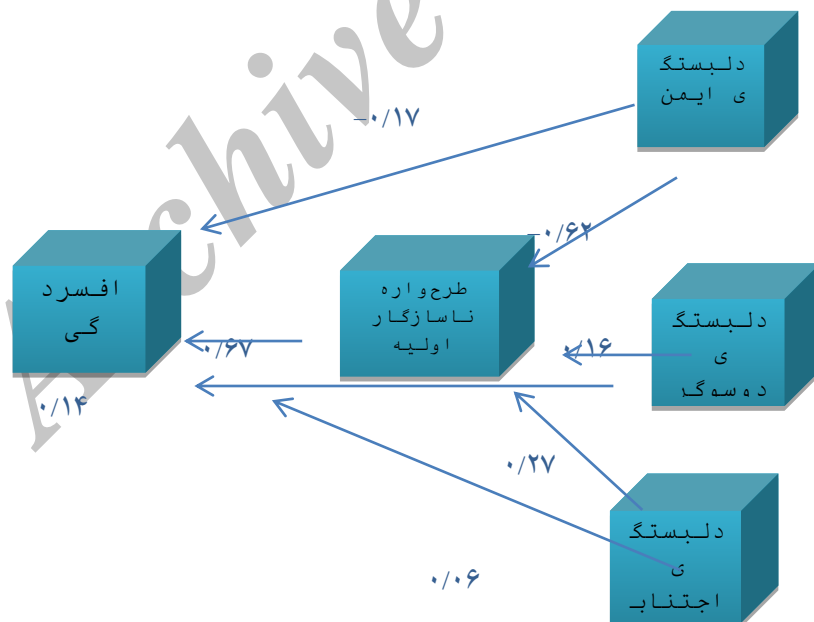 Archive
دلبستگ
ی ایمن
-۰/۱۷
-۰/۶۲
افسرد
گی
طرحواره
ناسازگار
اولیه
دلبستگ
ی
دوسوگر
۰/۶۷
۰/۱۶
۰/۱۴
۰/۲۷
دلبستگ
ی
اجتناب
۰/۰۶